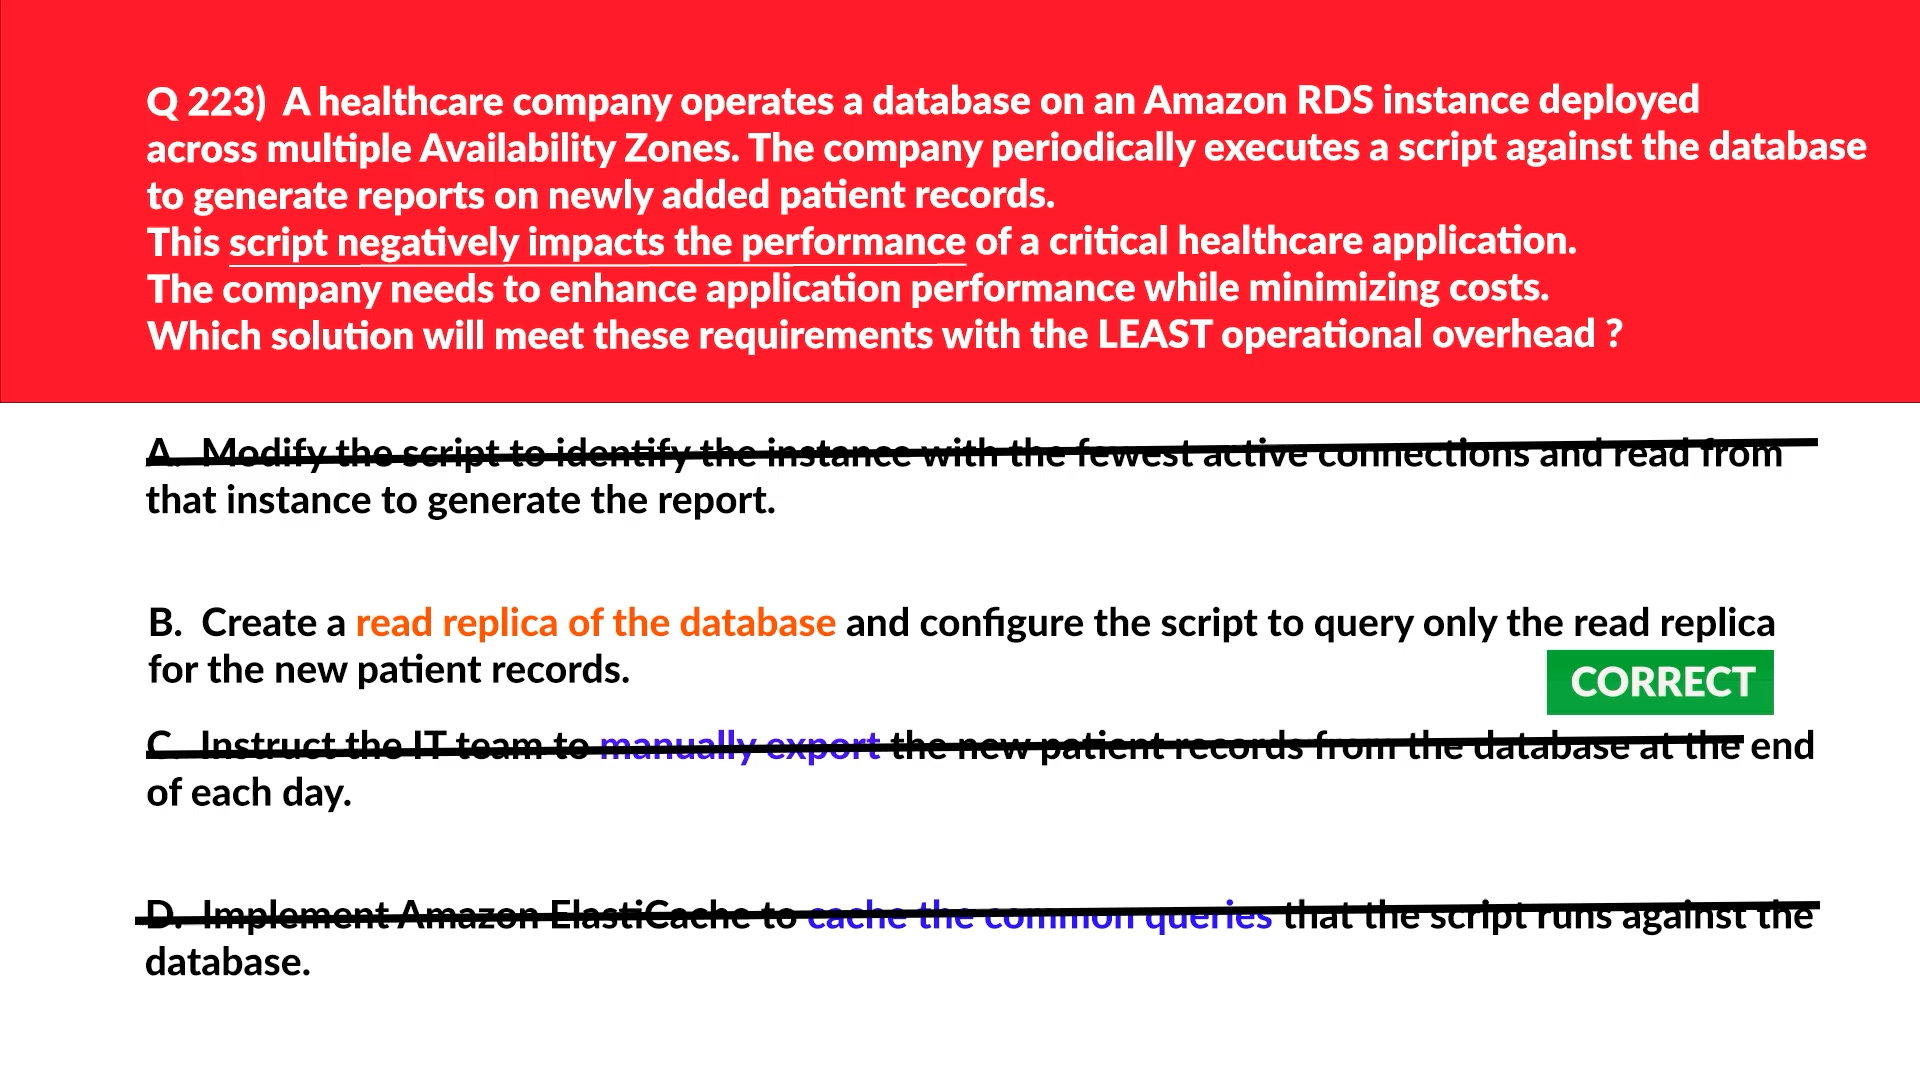 Q 223) A healthcare company operates a database on an Amazon RDS instance deployed
across multiple Availability Zones. The company periodically executes a script against the database
to generate reports on newly added patient records.
This script negatively impacts the performance of a critical healthcare application.
The company needs to enhance application performance while minimizing costs.
Which solution will meet these requirements with the LEAST operational overhead ?
A. Modify the script to identify the instance with the fewest active connections and read from
that instance to generate the report.
B. Create a read replica of the database and configure the script to query only the read replica
for the new patient records.
CORRECT
C. Instruct the IT team to manually export the new patient records from the database at the end
of each day.
D. Implement Amazon ElastiCache to cache the common queries that the script runs against the
database.